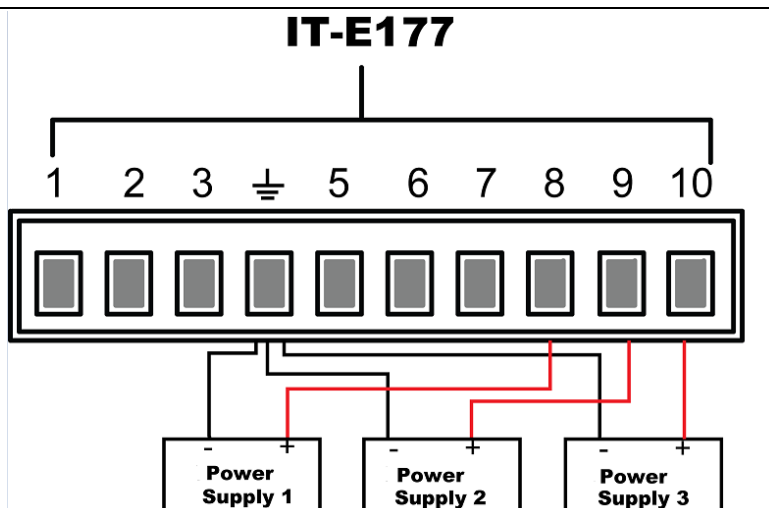 IT-E177
1 2 3 5 6 7 8 9 10
- + - + - +
Power Power Power
Supply 1 Supply 2 Supply 3